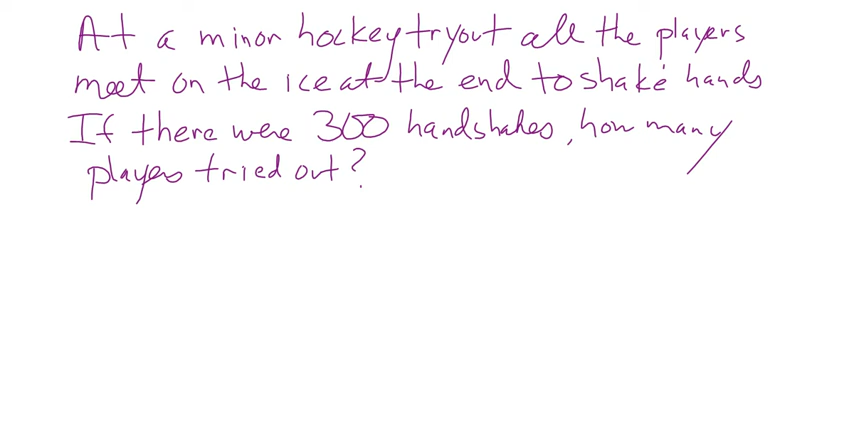 At a minor hockey tryout all the players
meet on the ice at the end to shake hands
If there were 300 handshakes, how many
players tried out?